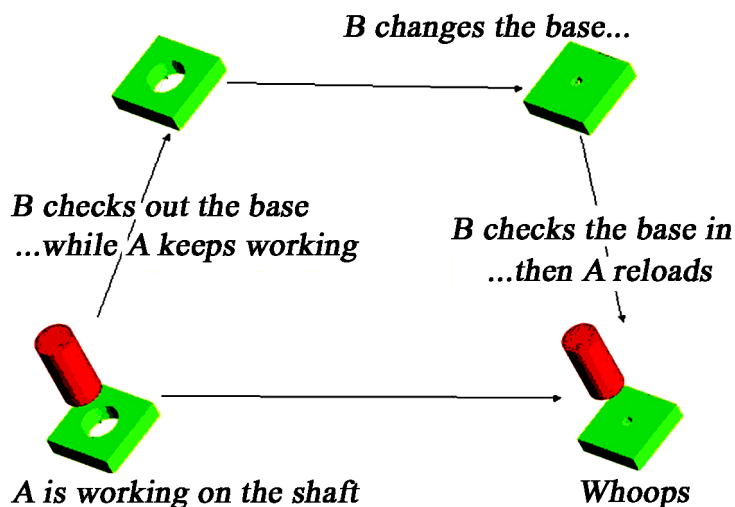 B changes the base...
B checks out the base
...while A keeps working
B checks the base in
...then A reloads
A is working on the shaft
Whoops